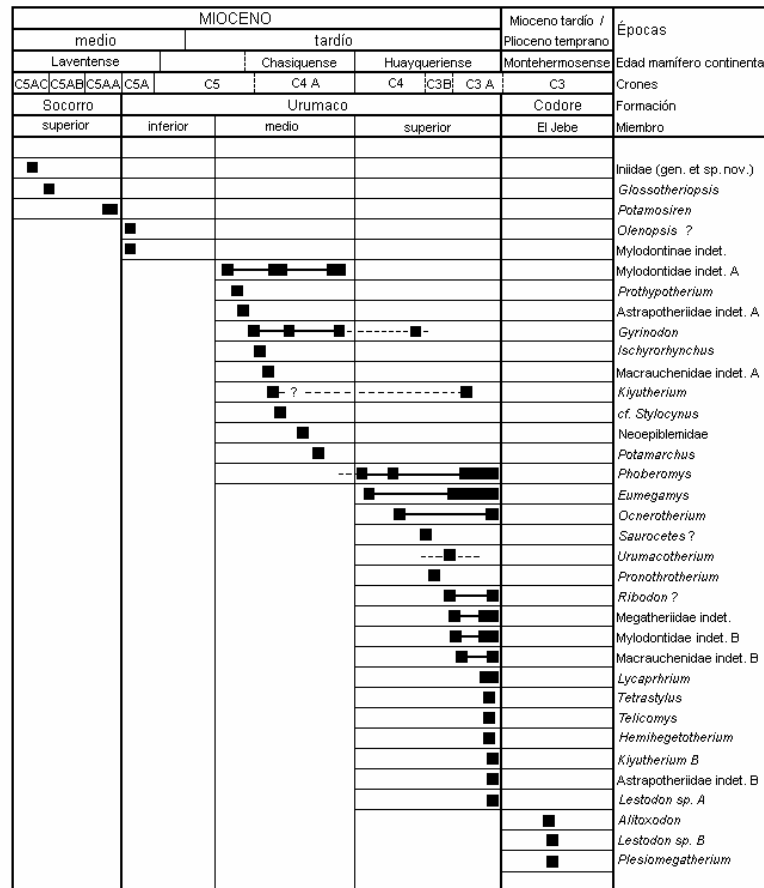 MIOCENO
Mioceno tardío /
Plioceno temprano
Épocas
medio
tardío
Laventense
Chasiquense
Huayqueriense
Montehermosense
Edad mamífero continenta
C5AC C5AB C5AA C5A C5 C4 A C4 C3B C3 A C3
Crones
Socorro
Urumaco
Codore
Formación
superior
inferior
medio
superior
El Jebe
Miembro
Iniidae (gen. et sp. nov.)
Glossotheriopsis
Potamosiren
Olenopsis ?
Mylodontinae indet.
Mylodontidae indet. A
Prothypotherium
Astrapotheriidae indet. A
Gyrinodon
Ischyrorhynchus
Macrauchenidae indet. A
? Kiyutherium
cf. Stylocynus
Neoepiblemidae
Potamarchus
Phoberomys
Eumegamys
Ocnerotherium
Saurocetes ?
Urumacotherium
Pronothrotherium
Ribodon ?
Megatheriidae indet.
Mylodontidae indet. B
Macrauchenidae indet. B
Lycaprhrium
Tetrastylus
Telicomys
Hemihegetotherium
Kiyutherium B
Astrapotheriidae indet. B
Lestodon sp. A
Alitoxodon
Lestodon sp. B
Plesiomegatherium